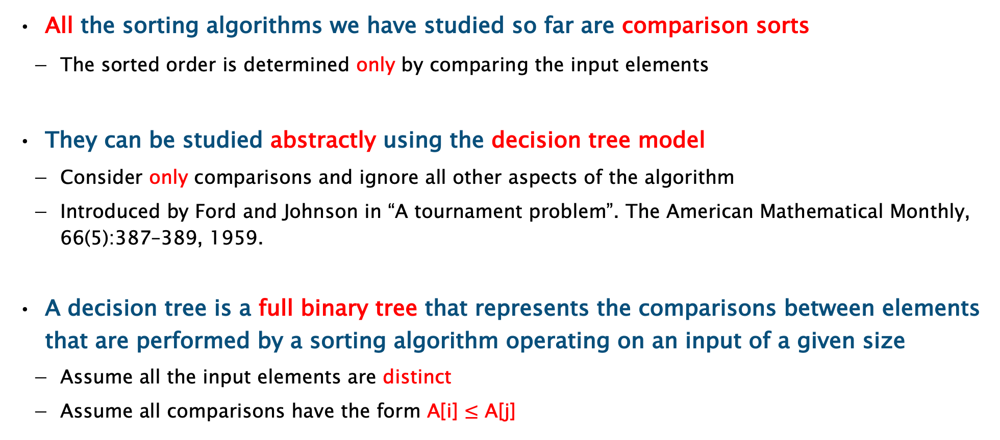 • All the sorting algorithms we have studied so far are comparison sorts
– The sorted order is determined only by comparing the input elements
• They can be studied abstractly using the decision tree model
– Consider only comparisons and ignore all other aspects of the algorithm
– Introduced by Ford and Johnson in “A tournament problem”. The American Mathematical Monthly,
66(5):387–389, 1959.
• A decision tree is a full binary tree that represents the comparisons between elements
that are performed by a sorting algorithm operating on an input of a given size
– Assume all the input elements are distinct
– Assume all comparisons have the form A[i] ≤ A[j]